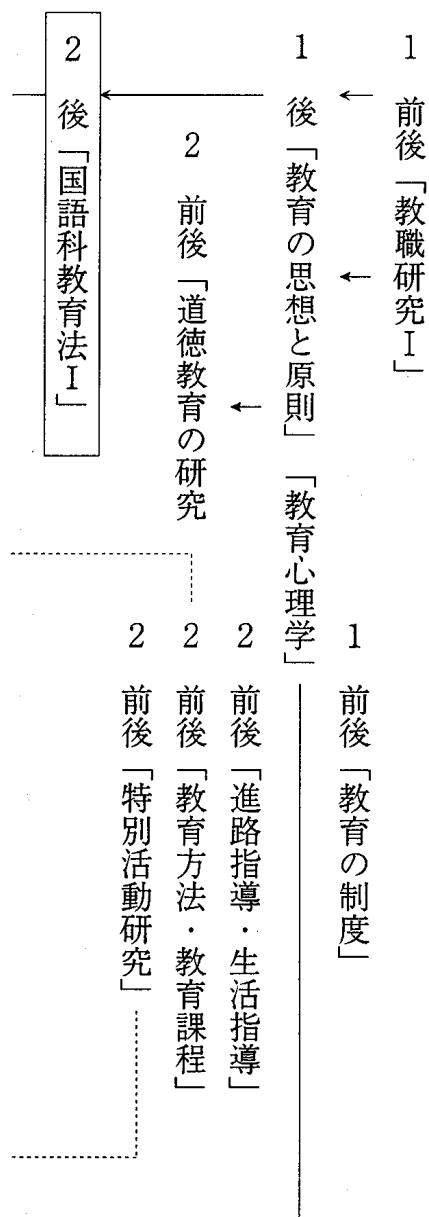 1 前後「教職研究Ⅰ」
1 前後「教育の制度」
1 後「教育の思想と原則」「教育心理学」
2 前後「進路指導・生活指導」
2 前後「道徳教育の研究
2 前後「教育方法・教育課程」
2 前後「特別活動研究」
2 後「国語科教育法Ⅰ」